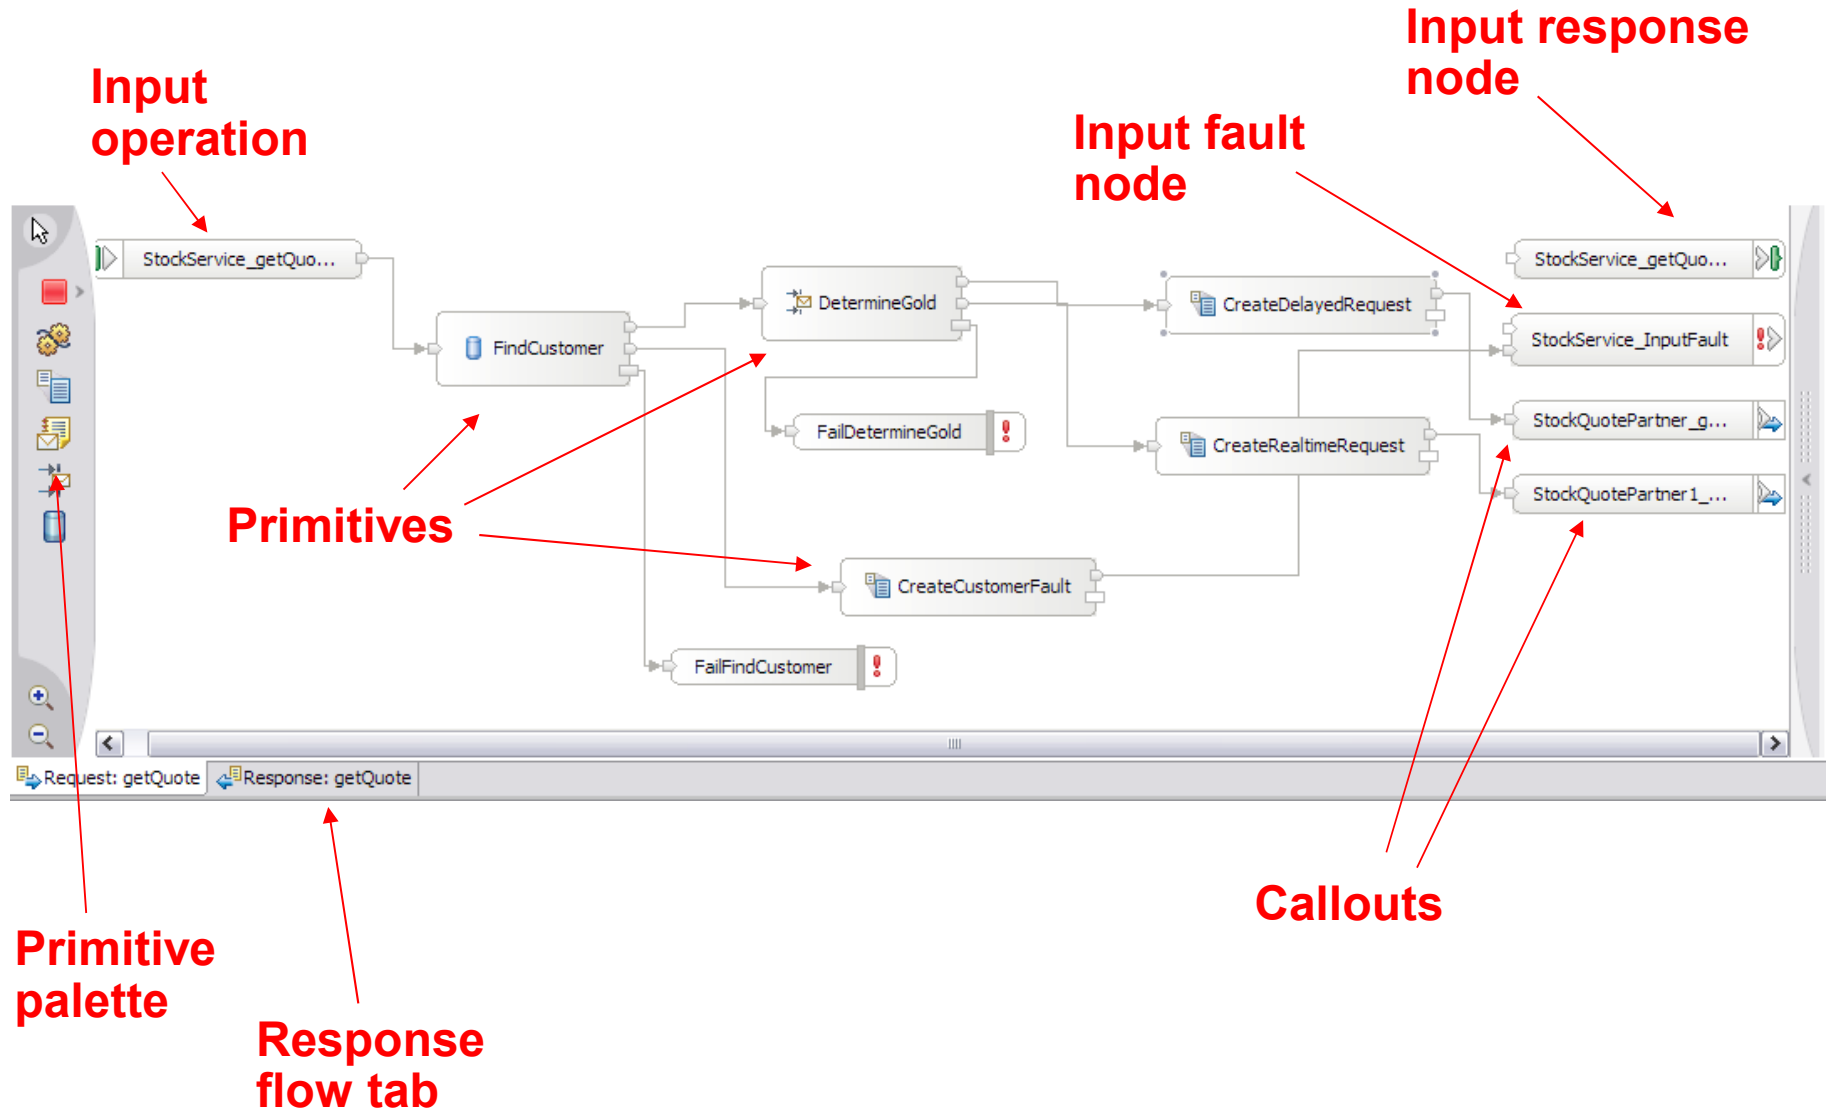 Input response
node
Input
operation
Input fault
node
StockService_getQuo...
StockService_getQuo...
DetermineGold
CreateDelayedRequest
FindCustomer
StockService_InputFault
FailDetermineGold
StockQuotePartner_g...
CreateRealtimeRequest
StockQuotePartner1_...
Primitives
CreateCustomerFault
FailFindCustomer
Request: getQuote
Response: getQuote
Callouts
Primitive
palette
Response
flow tab